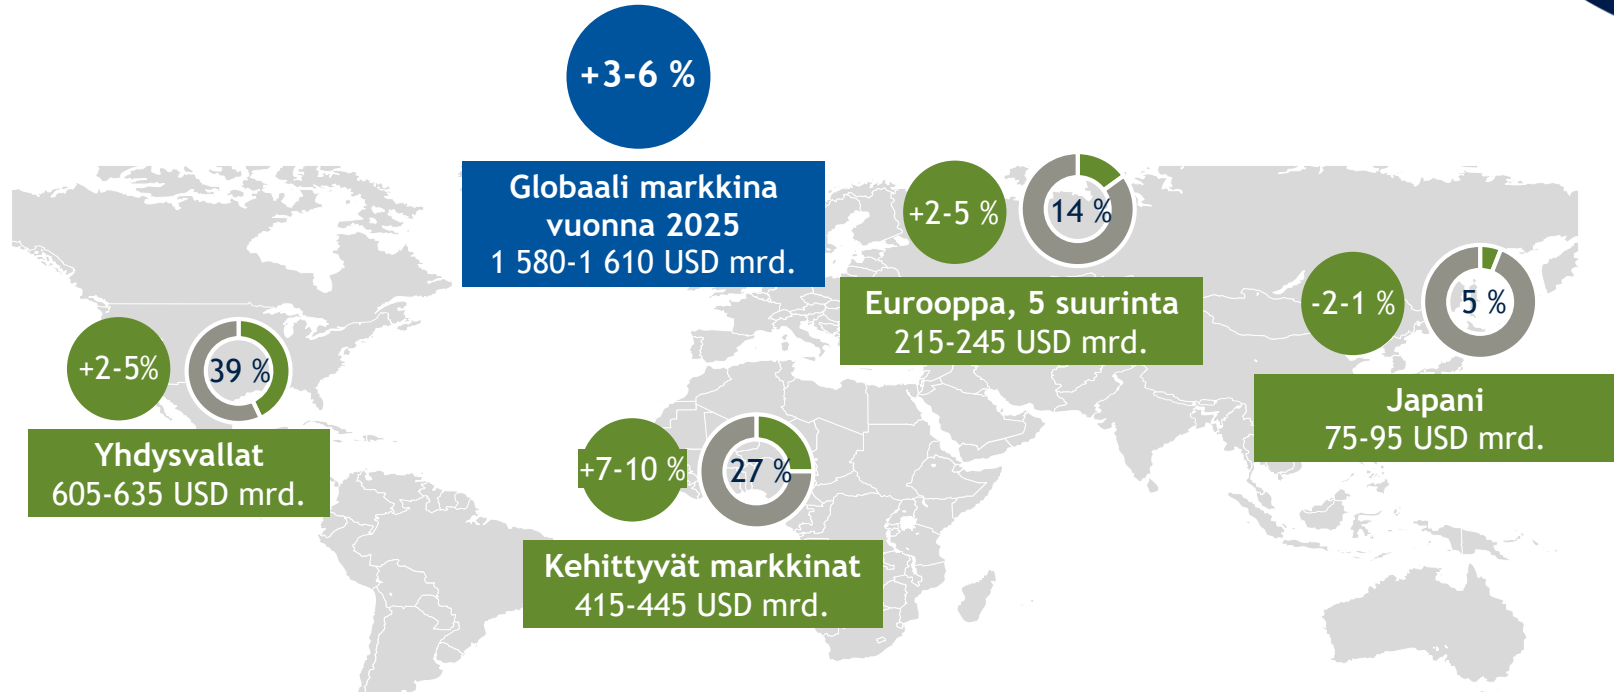 +3-6 %
Globaali markkina
vuonna 2025
1 580-1 610 USD mrd.
+2-5 %
14 %
Eurooppa, 5 suurinta
215-245 USD mrd.
-2-1 %
5 %
Japani
75-95 USD mrd.
+2-5%
39 %
Yhdysvallat
605-635 USD mrd.
+7-10 %
27 %
Kehittyvät markkinat
415-445 USD mrd.